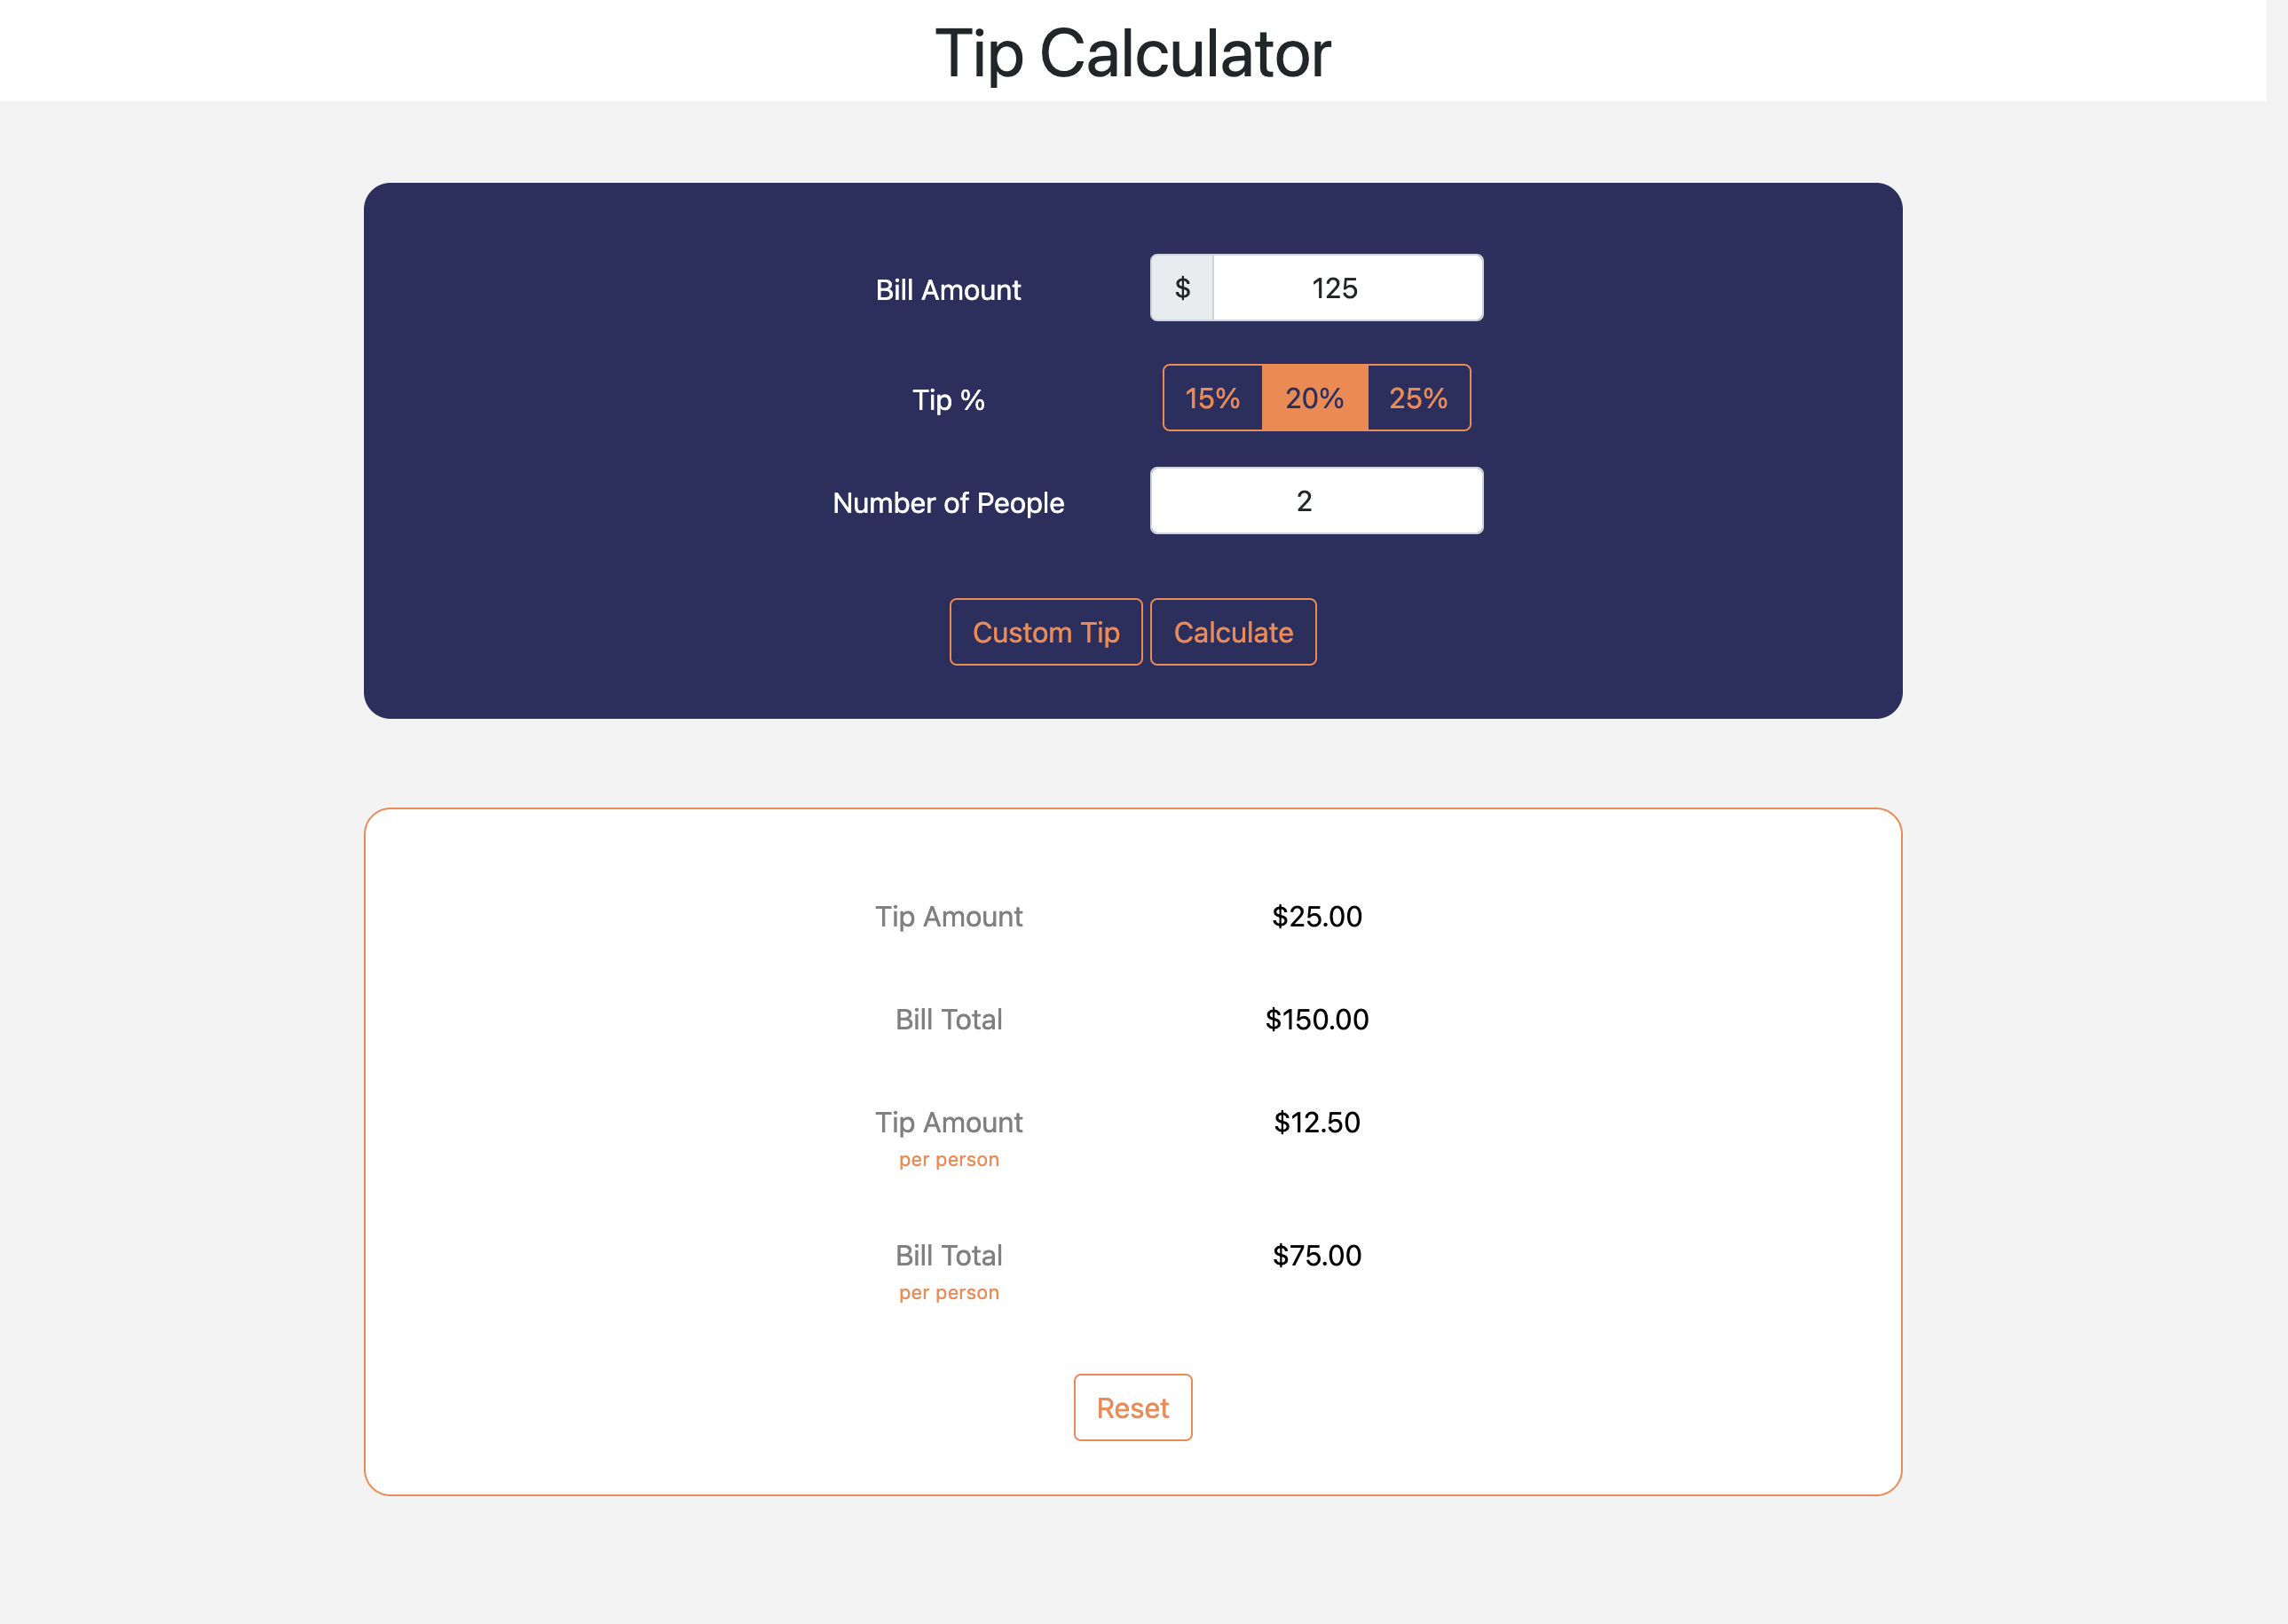 Tip Calculator
Bill Amount $ 125
Tip % 15% 20% 25%
Number of People 2
Custom Tip Calculate
Tip Amount $25.00
Bill Total $150.00
Tip Amount $12.50
per person
Bill Total $75.00
per person
Reset